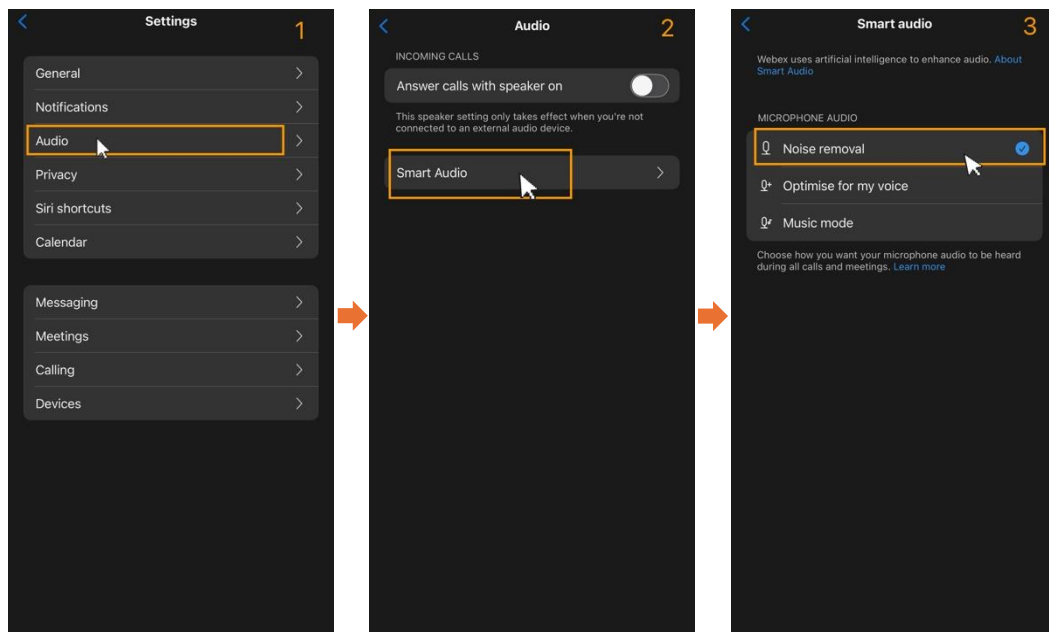 Settings
1
General
Notifications
Audio
Privacy
Siri shortcuts
Calendar
Messaging
Meetings
Calling
Devices
Audio
2
INCOMING CALLS
Answer calls with speaker on
This speaker setting only takes effect when you're not
connected to an external audio device.
Smart Audio
Smart audio
3
Webex uses artificial intelligence to enhance audio. About
Smart Audio
MICROPHONE AUDIO
Noise removal
Optimise for my voice
Music mode
Choose how you want your microphone audio to be heard
during all calls and meetings. Learn more